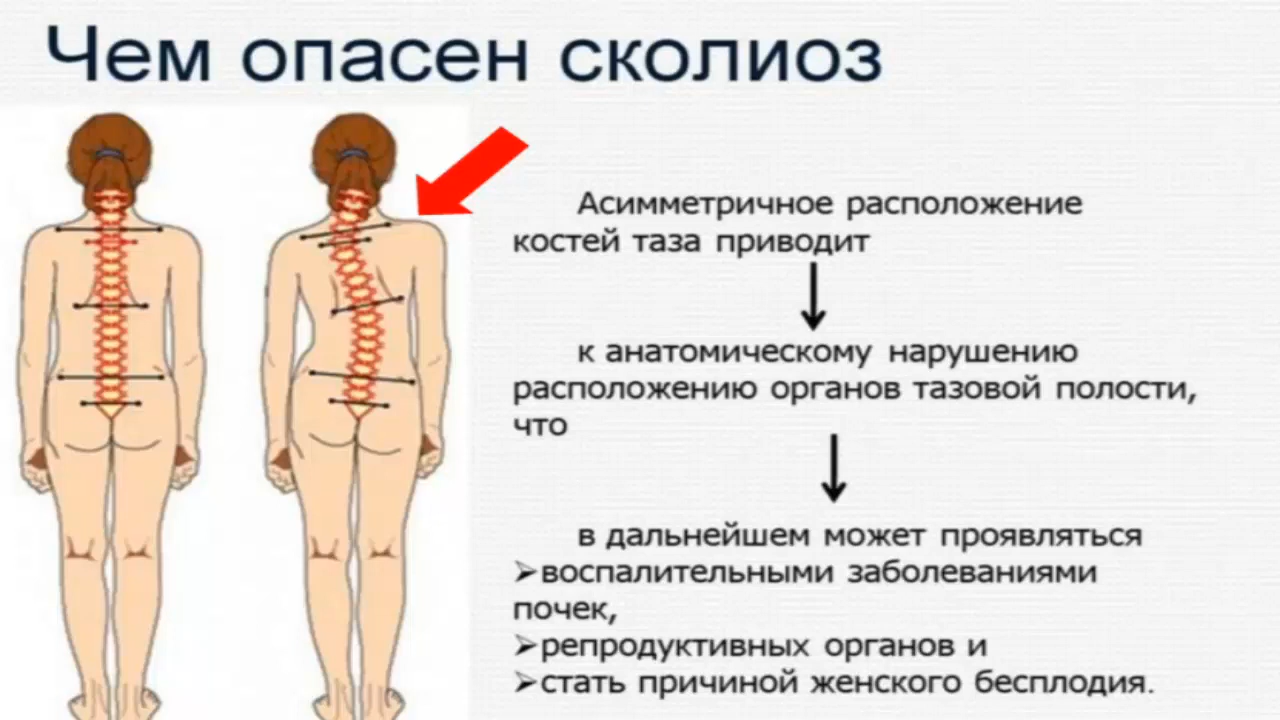 Чем опасен сколиоз
Асимметричное расположение
костей таза приводит
к анатомическому нарушению
расположению органов тазовой полости,
что
в дальнейшем может проявляться
➢воспалительными заболеваниями
почек,
➢репродуктивных органов и
➢стать причиной женского бесплодия.